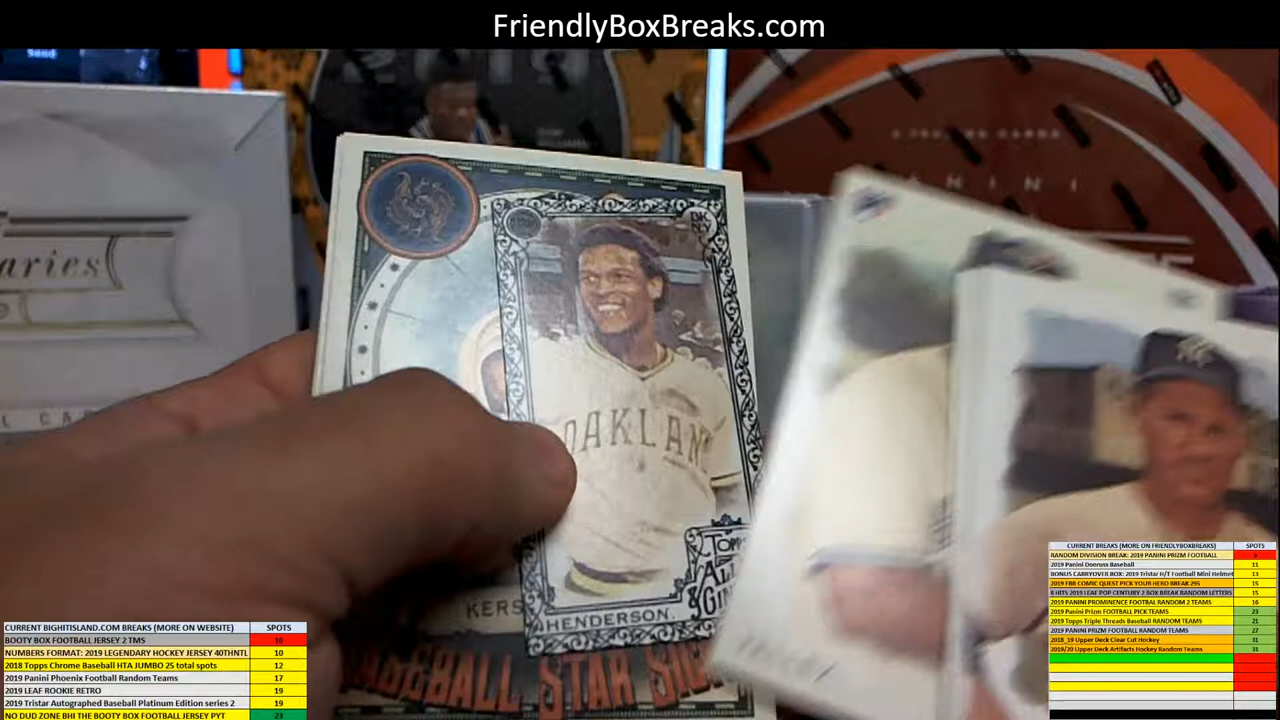 FriendlyBoxBreaks.com
Send
PANINI
aries
OAKLAND
TOPPS
HENDERSON.
STAR
CURRENT BIGHITISLAND.COM BREAKS (MORE ON WEBSITE) SPOTS
BOOTY BOX FOOTBALL JERSEY 2 TMS 10
NUMBERS FORMAT: 2019 LEGENDARY HOCKEY JERSEY 40THNTL 10
2018 Topps Chrome Baseball HTA JUMBO 25 total spots 12
2019 Panini Phoenix Football Random Teams 17
2019 LEAF ROOKIE RETRO 19
2019 Tristar Autographed Baseball Platinum Edition series 2 19
NO DUD ZONE BHI THE BOOTY BOX FOOTBALL JERSEY PYT 23
CURRENT BREAKS (MORE ON FRIENDLYBOXBREAKS) SPOTS
RANDOM DIVISION BREAK: 2019 PANINI PRIZM FOOTBALL
2019 Panini Donruss Baseball 11
BONUS CARRYOVER BOX: 2019 Tristar H/T Football Mini Helmet 13
2019 FBB COMIC QUEST PICK YOUR HERO BREAK 295 15
8 HITS 2019 LEAF POP CENTURY 2 BOX BREAK RANDOM LETTERS 15
2019 PANINI PROMINENCE FOOTBAL RANDOM 2 TEAMS 16
2019 Panini Prizm FOOTBALL PICK TEAMS 23
2019 Topps Triple Threads Baseball RANDOM TEAMS 21
2019 PANINI PRIZM FOOTBALL RANDOM TEAMS 27
2018_19 Upper Deck Clear Cut Hockey 31
2019/20 Upper Deck Artifacts Hockey Random Teams 31